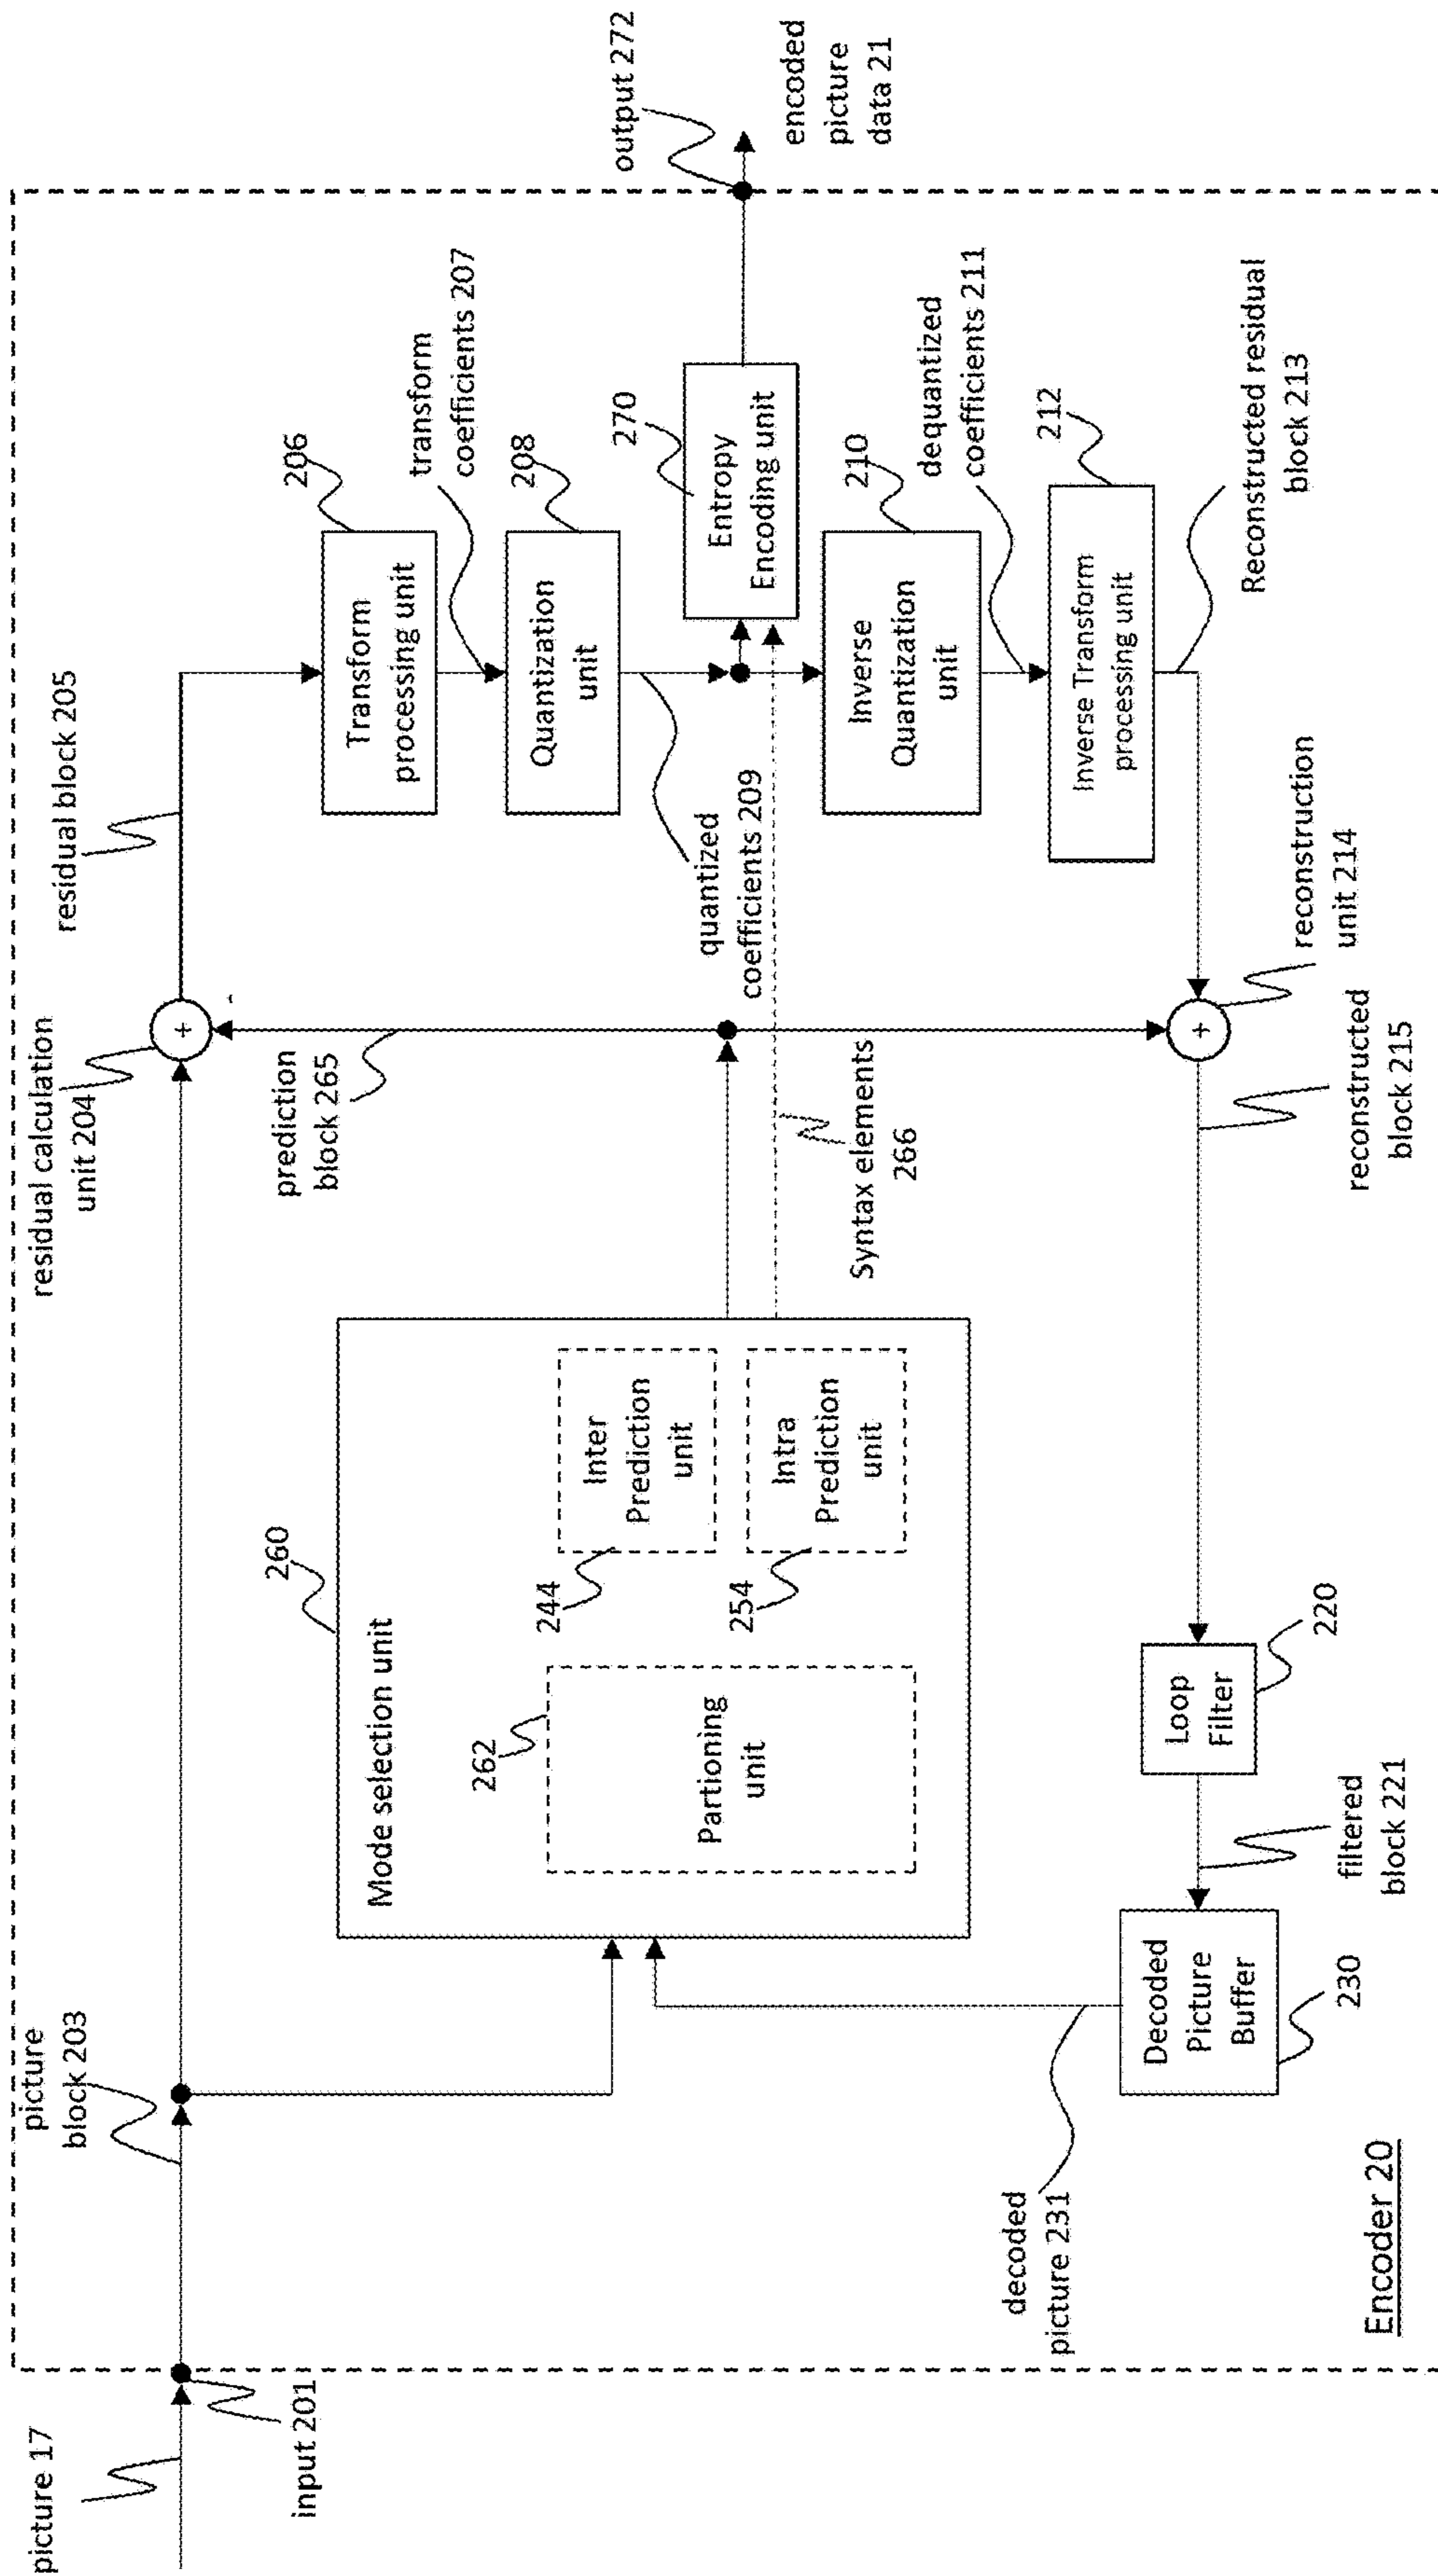 picture 17
input 201
picture
block 203
residual calculation
unit 204
+
-
residual block 205
206
Transform
processing unit
transform
coefficients 207
208
Quantization
unit
quantized
coefficients 209
270
Entropy
Encoding unit
output 272
encoded
picture
data 21
210
Inverse
Quantization
unit
dequantized
coefficients 211
212
Inverse Transform
processing unit
Reconstructed residual
block 213
reconstruction
unit 214
+
reconstructed
block 215
prediction
block 265
Syntax elements
266
260
Mode selection unit
262
Partioning
unit
244
Inter
Prediction
unit
254
Intra
Prediction
unit
220
Loop
Filter
filtered
block 221
Decoded
Picture
Buffer
230
decoded
picture 231
Encoder 20